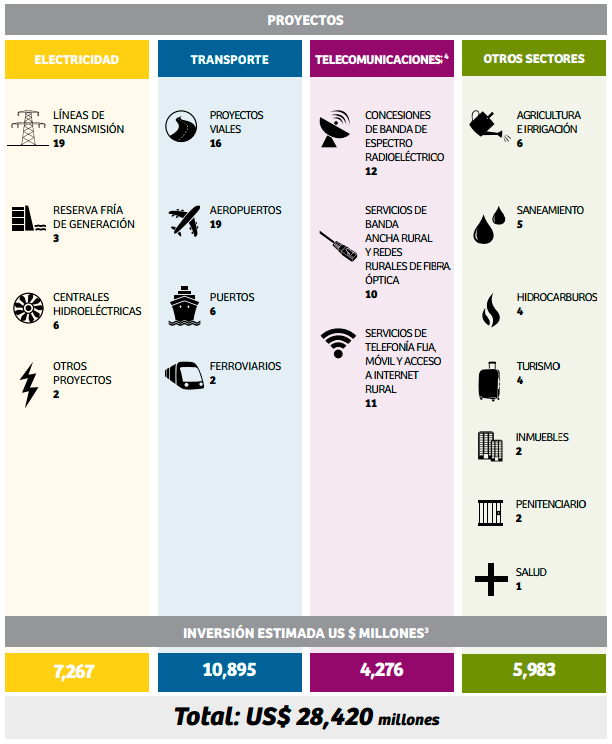 PROYECTOS
ELECTRICIDAD
LÍNEAS DE
TRANSMISIÓN
19
RESERVA FRÍA
DE GENERACIÓN
3
CENTRALES
HIDROELÉCTRICAS
6
OTROS
PROYECTOS
2
TRANSPORTE
PROYECTOS
VIALES
16
AEROPUERTOS
19
PUERTOS
6
FERROVIARIOS
2
TELECOMUNICACIONES: 4
CONCESIONES
DE BANDA DE
ESPECTRO
RADIOELÉCTRICO
12
SERVICIOS DE
BANDA
ANCHA RURAL
Y REDES
RURALES DE FIBRA
ÓPTICA
10
SERVICIOS DE
TELEFONÍA FIJA,
MÓVIL Y ACCESO
A INTERNET
RURAL
11
OTROS SECTORES
AGRICULTURA
E IRRIGACIÓN
6
SANEAMIENTO
5
HIDROCARBUROS
4
TURISMO
4
INMUEBLES
2
PENITENCIARIO
2
SALUD
1
INVERSIÓN ESTIMADA US $ MILLONES³
7,267
10,895
4,276
5,983
Total: US$ 28,420 millones